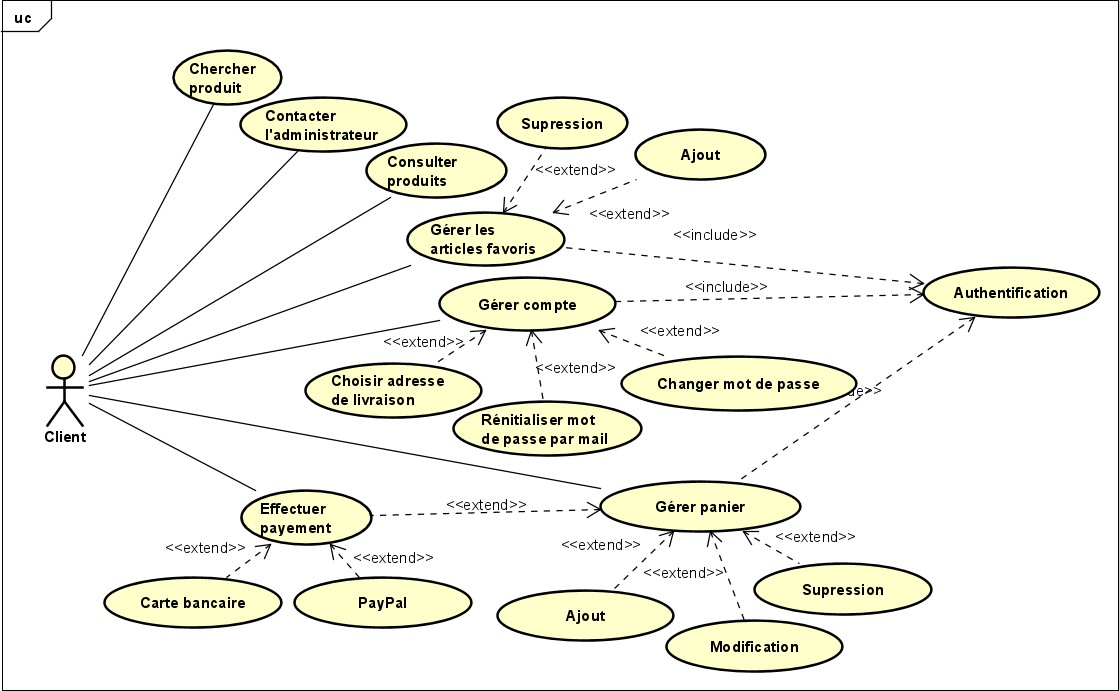 uc
Chercher
produit
Contacter
l'administrateur
Consulter
produits
Supression
Ajout
<<extend>>
<<extend>>
Gérer les
articles favoris
<<include>>
Gérer compte
<<include>>
Authentification
<<extend>>
<<extend>>
<<extend>>
Choisir adresse
de livraison
Changer mot de passe
de>>
Rénitialiser mot
de passe par mail
Client
Effectuer
payement
<<extend>>
Gérer panier
<<extend>>
<<extend>>
<<extend>>
<<extend>>
<<extend>>
Carte bancaire
PayPal
Ajout
Supression
Modification